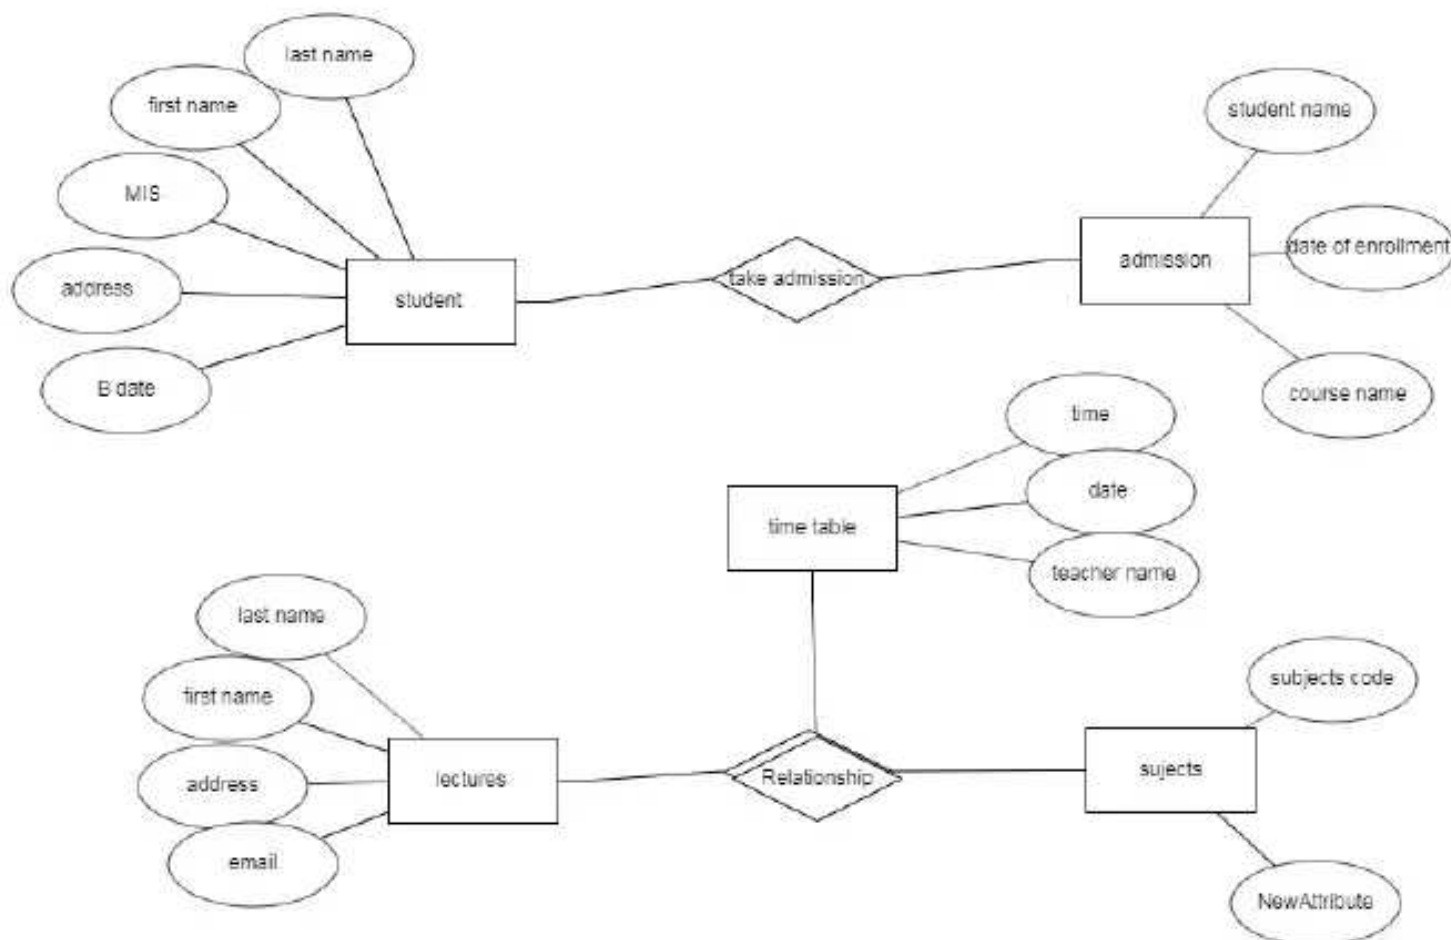 last name
first name
student name
MIS
date of enrollment
admission
take admission
address
student
B date
course name
time
date
time table
teacher name
last name
subjects code
first name
sujects
Relationship
lectures
address
email
NewAttribute